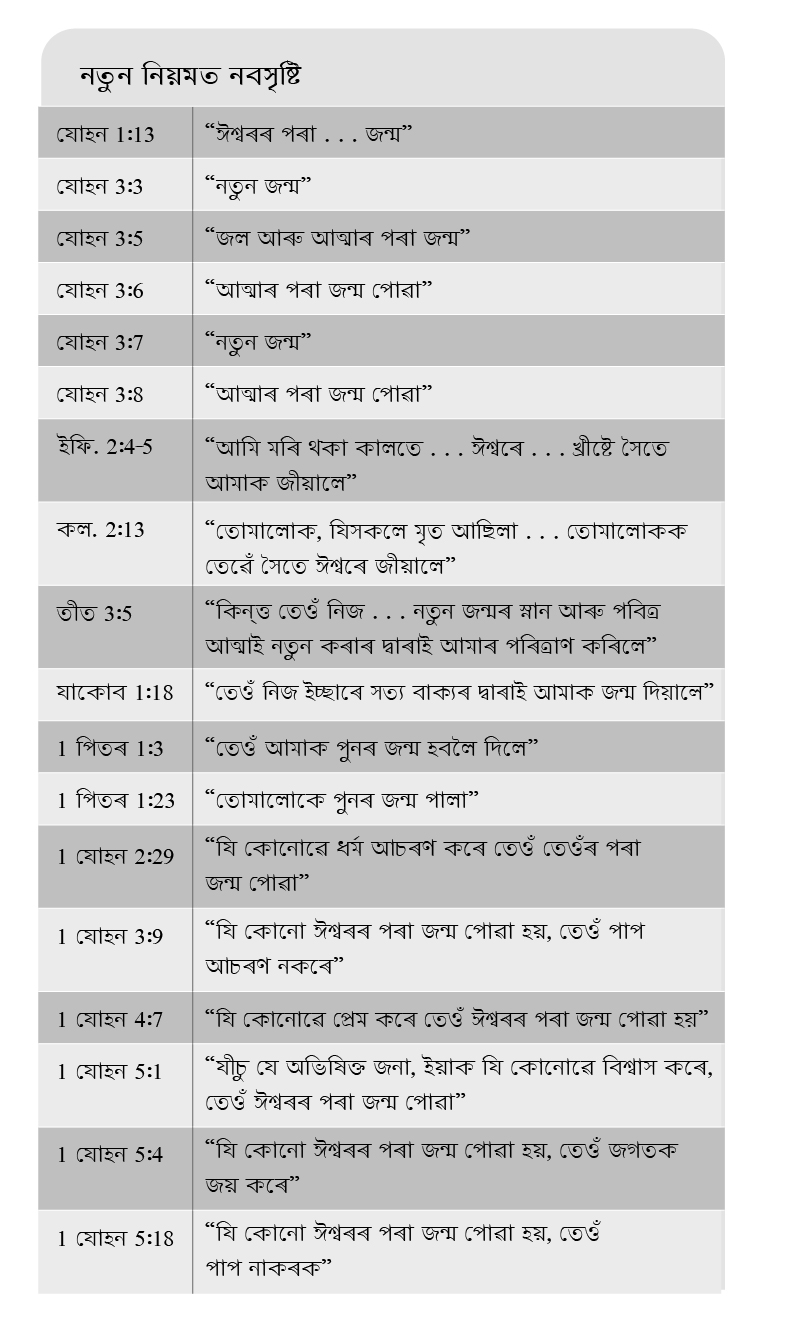 নতুন নিয়মত নবসৃষ্টি
যোহন 1:13 “ঈশ্বৰৰ পৰা . . . জন্ম”
যোহন 3:3 “নতুন জন্ম”
যোহন 3:5 “জল আৰু আত্মাৰ পৰা জন্ম”
যোহন 3:6 “আত্মাৰ পৰা জন্ম পোৱা”
যোহন 3:7 “নতুন জন্ম”
যোহন 3:8 “আত্মাৰ পৰা জন্ম পোৱা”
ইফি. 2:4-5 “আমি মৰি থকা কালতে . . . ঈশ্বৰে . . . খ্ৰীষ্টে সৈতে
আমাক জীয়ালে”
কল. 2:13 “তোমালোক, যিসকলে মৃত আছিলা . . . তোমালোকক
তেৱেঁ সৈতে ঈশ্বৰে জীয়ালে”
তীত 3:5 “কিন্ত্ত তেওঁ নিজ . . . নতুন জন্মৰ স্নান আৰু পবিত্ৰ
আত্মাই নতুন কৰাৰ দ্বাৰাই আমাৰ পৰিত্ৰাণ কৰিলে”
যাকোব 1:18 “তেওঁ নিজ ইচ্ছাৰে সত্য বাক্যৰ দ্বাৰাই আমাক জন্ম দিয়ালে”
1 পিতৰ 1:3 “তেওঁ আমাক পুনৰ জন্ম হবলৈ দিলে”
1 পিতৰ 1:23 “তোমালোকে পুনৰ জন্ম পালা”
1 যোহন 2:29 “যি কোনোৱে ধৰ্ম আচৰণ কৰে তেওঁ তেওঁৰ পৰা
জন্ম পোৱা”
1 যোহন 3:9 “যি কোনো ঈশ্বৰৰ পৰা জন্ম পোৱা হয়, তেওঁ পাপ
আচৰণ নকৰে”
1 যোহন 4:7 “যি কোনোৱে প্ৰেম কৰে তেওঁ ঈশ্বৰৰ পৰা জন্ম পোৱা হয়”
1 যোহন 5:1 “যীচু যে অভিষিক্ত জনা, ইয়াক যি কোনোৱে বিশ্বাস কৰে,
তেওঁ ঈশ্বৰৰ পৰা জন্ম পোৱা”
1 যোহন 5:4 “যি কোনো ঈশ্বৰৰ পৰা জন্ম পোৱা হয়, তেওঁ জগতক
জয় কৰে”
1 যোহন 5:18 “যি কোনো ঈশ্বৰৰ পৰা জন্ম পোৱা হয়, তেওঁ
পাপ নাকৰক”